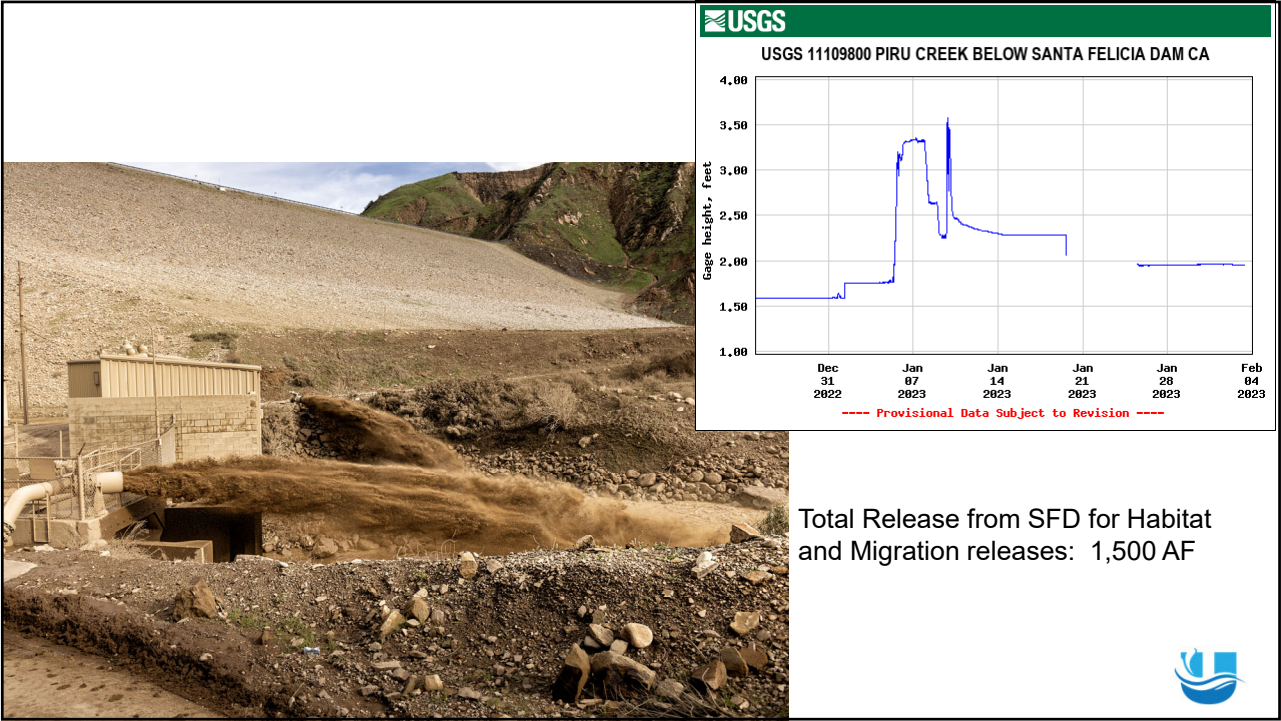 USGS
USGS 11109800 PIRU CREEK BELOW SANTA FELICIA DAM CA
Gage height, feet
4.00
3.50
3.00
2.50
2.00
1.50
1.00
Dec 31 2022
Jan 07 2023
Jan 14 2023
Jan 21 2023
Jan 28 2023
Feb 04 2023
---- Provisional Data Subject to Revision ----
Total Release from SFD for Habitat
and Migration releases:  1,500 AF